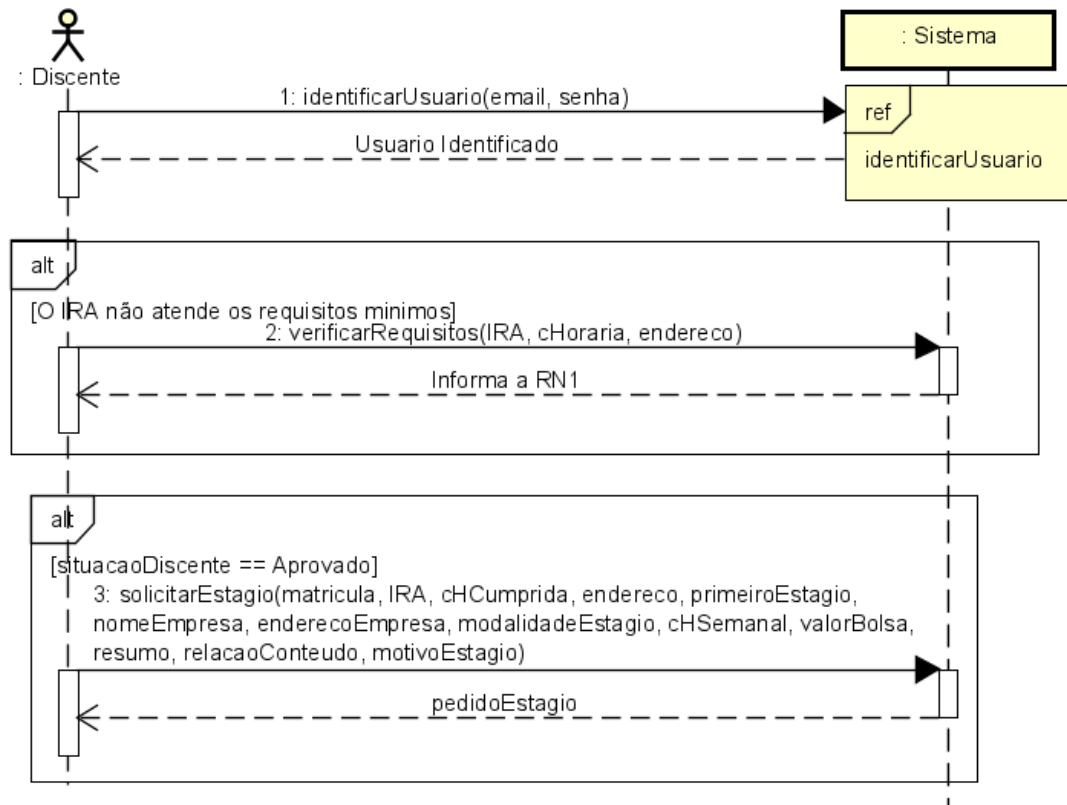 : Discente
: Sistema
1: identificarUsuario(email, senha)
ref
Usuario Identificado
identificarUsuario
alt
[O IRA não atende os requisitos minimos]
2: verificarRequisitos(IRA, cHoraria, endereco)
Informa a RN1
alt
[situacaoDiscente == Aprovado]
3: solicitarEstagio(matricula, IRA, cHCumprida, endereco, primeiroEstagio,
nomeEmpresa, enderecoEmpresa, modalidadeEstagio, cHSemanal, valorBolsa,
resumo, relacaoConteudo, motivoEstagio)
pedidoEstagio